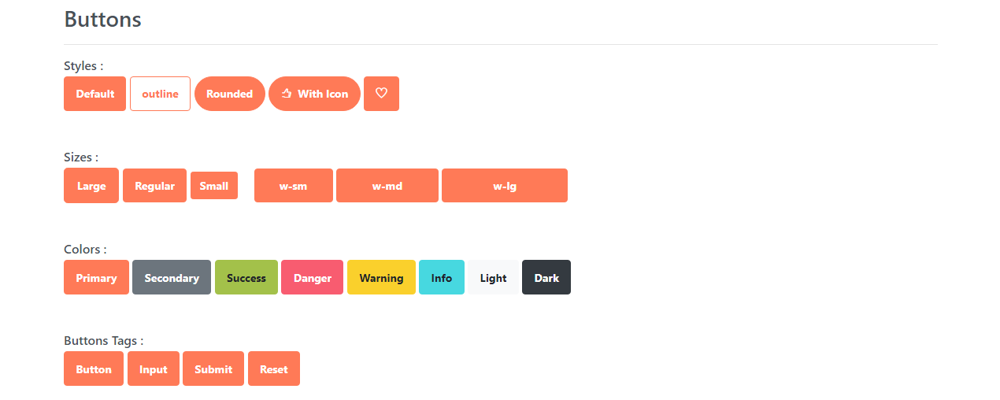 Buttons
Styles :
Default outline Rounded With Icon
Sizes :
Large Regular Small w-sm w-md w-lg
Colors :
Primary Secondary Success Danger Warning Info Light Dark
Buttons Tags :
Button Input Submit Reset